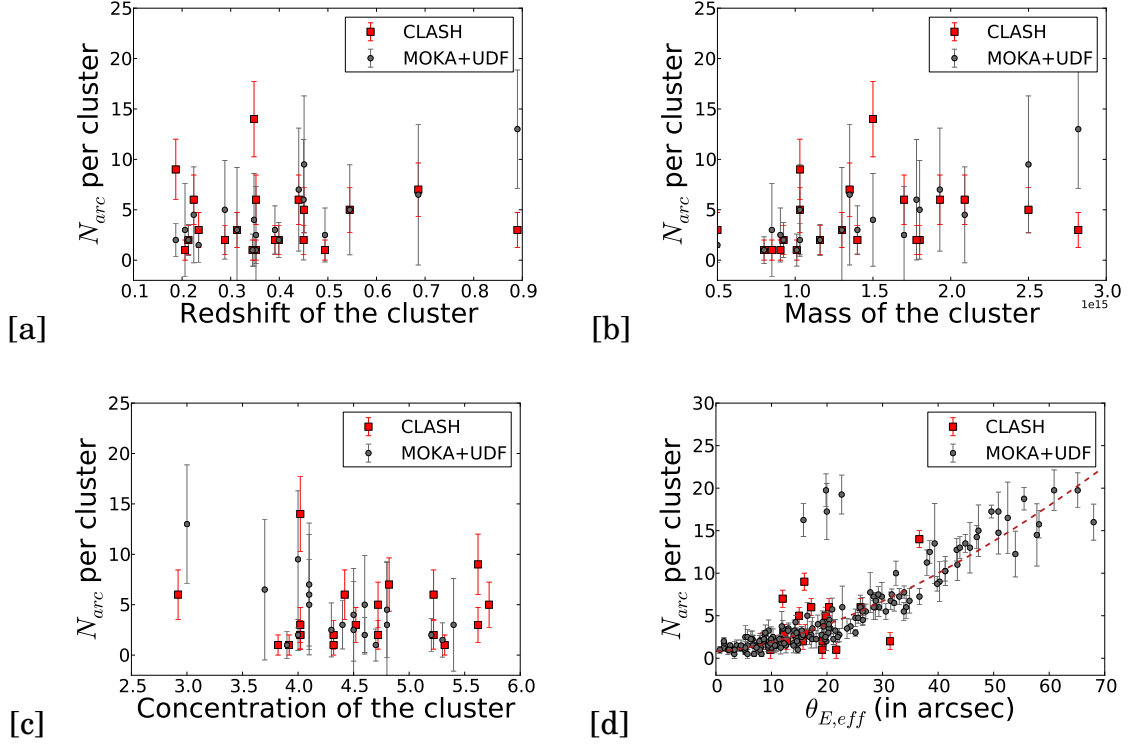 25
20
15
10
5
0
N_arc per cluster
CLASH
MOKA+UDF
0.1 0.2 0.3 0.4 0.5 0.6 0.7 0.8 0.9
Redshift of the cluster
[a]
25
20
15
10
5
0
N_arc per cluster
CLASH
MOKA+UDF
0.5 1.0 1.5 2.0 2.5 3.0
1e15
Mass of the cluster
[b]
25
20
15
10
5
0
N_arc per cluster
CLASH
MOKA+UDF
2.5 3.0 3.5 4.0 4.5 5.0 5.5 6.0
Concentration of the cluster
[c]
30
25
20
15
10
5
0
N_arc per cluster
CLASH
MOKA+UDF
0 10 20 30 40 50 60 70
θ_E,eff (in arcsec)
[d]